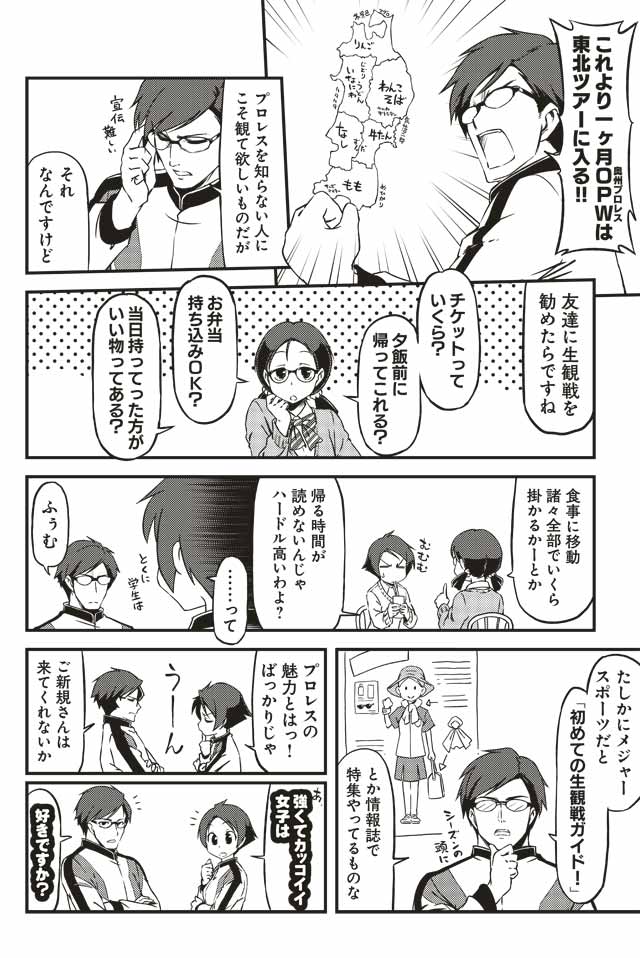 これより一ヶ月OPWは
奥州プロレス
東北ツアーに入る!!
りんご
わんこ
そば
いなにわ
牛たん
なし
ずんだ
もも
プロレスを知らない人に
こそ観て欲しいものだが
宣伝
難しい
それ
なんですけど
友達に生観戦を
勧めたらですね
チケットって
いくら?
夕飯前に
帰ってこれる?
お弁当
持ち込みOK?
当日持ってった方が
いい物ってある?
食事に移動
諸々全部でいくら
掛かるかーとか
むむむ
帰る時間が
読めないんじゃ
ハードル高いわよ?
……って
とくに
学生は
ふぅむ
たしかにメジャー
スポーツだと
「初めての生観戦ガイド!」
シーズンの
頭に
とか情報誌で
特集やってるものな
プロレスの
魅力とはっ!
ばっかりじゃ
うーん
ご新規さんは
来てくれないか
あ、
強くてカッコイイ
女子は
好きですか?